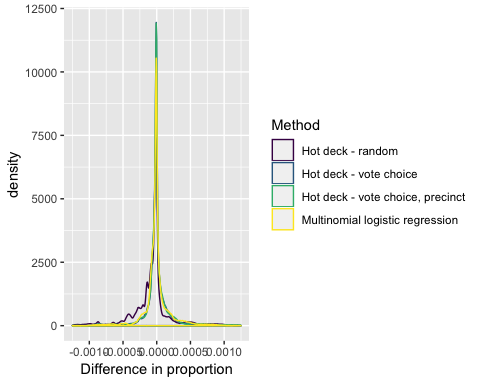 12500
10000
7500
5000
2500
0
density
-0.0010
-0.0005
0.0000
0.0005
0.0010
Difference in proportion
Method
Hot deck - random
Hot deck - vote choice
Hot deck - vote choice, precinct
Multinomial logistic regression